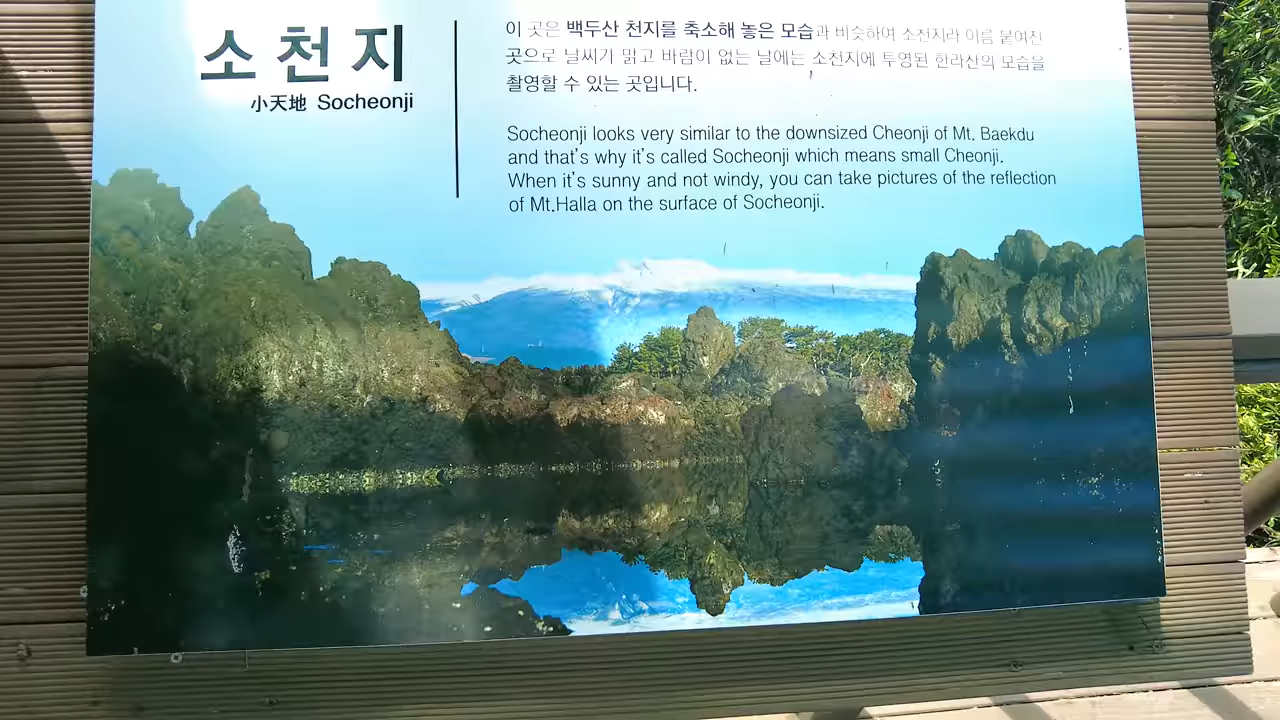 소천지
小天地 Socheonji
이 곳은 백두산 천지를 축소해 놓은 모습과 비슷하여 소천지라 이름 붙여진
곳으로 날씨가 맑고 바람이 없는 날에는 소천지에 투영된 한라산의 모습을
촬영할 수 있는 곳입니다.
Socheonji looks very similar to the downsized Cheonji of Mt. Baekdu
and that's why it's called Socheonji which means small Cheonji.
When it's sunny and not windy, you can take pictures of the reflection
of Mt.Halla on the surface of Socheonji.